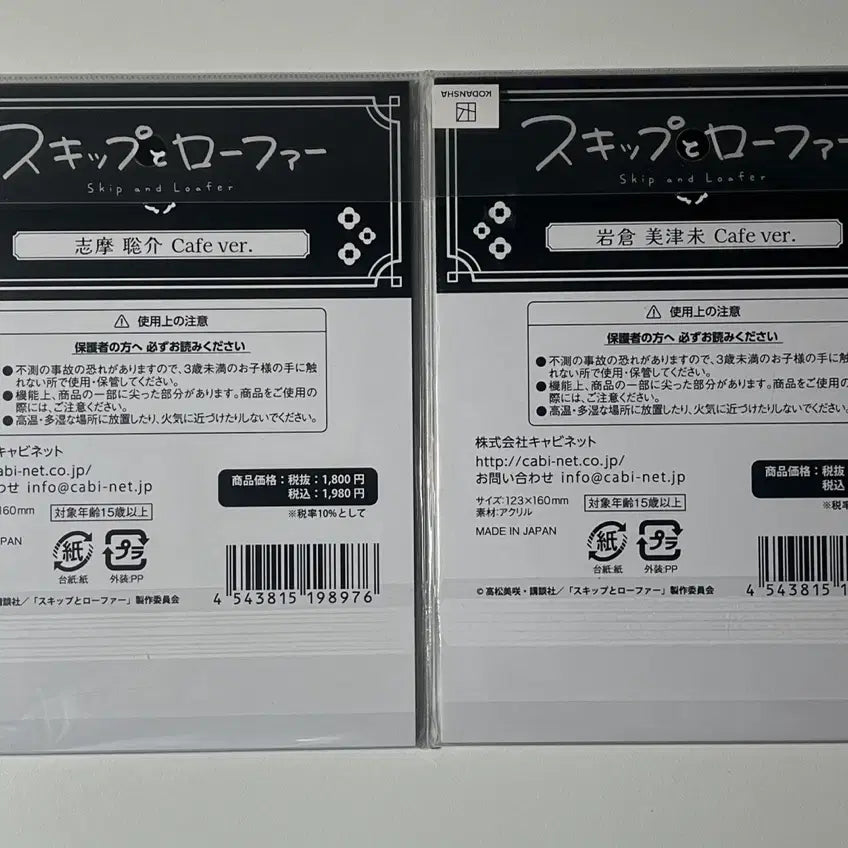 スキップとローファー
Skip and Loafer
志摩 聡介 Cafe ver.
⚠ 使用上の注意
保護者の方へ 必ずお読みください
●不測の事故の恐れがありますので、3歳未満のお子様の手に触
れない所で使用・保管してください。
●機能上、商品の一部に尖った部分があります。商品をご使用の
際には、ご注意ください。
●高温・多湿な場所に放置したり、火気に近づけたりしないでください。
キャビネット
abi-net.co.jp/
わせ info@cabi-net.jp
商品価格:税抜:1,800円
税込:1,980円
※税率10%として
160mm
対象年齢15歳以上
PAN
紙
台紙:紙
プラ
外装:PP
講談社/「スキップとローファー」製作委員会
4 543815 198976
KODANSHA
スキップとローファー
Skip and Loafer
岩倉 美津未 Cafe ver.
⚠ 使用上の注意
保護者の方へ 必ずお読みください
●不測の事故の恐れがありますので、3歳未満のお子様の手に触
れない所で使用・保管してください。
●機能上、商品の一部に尖った部分があります。商品をご使用の
際には、ご注意ください。
●高温・多湿な場所に放置したり、火気に近づけたりしないでください。
株式会社キャビネット
http://cabi-net.co.jp/
お問い合わせ info@cabi-net.jp
商品価格:税抜
税込
※税率
サイズ:123×160mm
素材:アクリル
対象年齢15歳以上
MADE IN JAPAN
紙
台紙:紙
プラ
外装:PP
©高松美咲・講談社/「スキップとローファー」製作委員会
4 543815 1